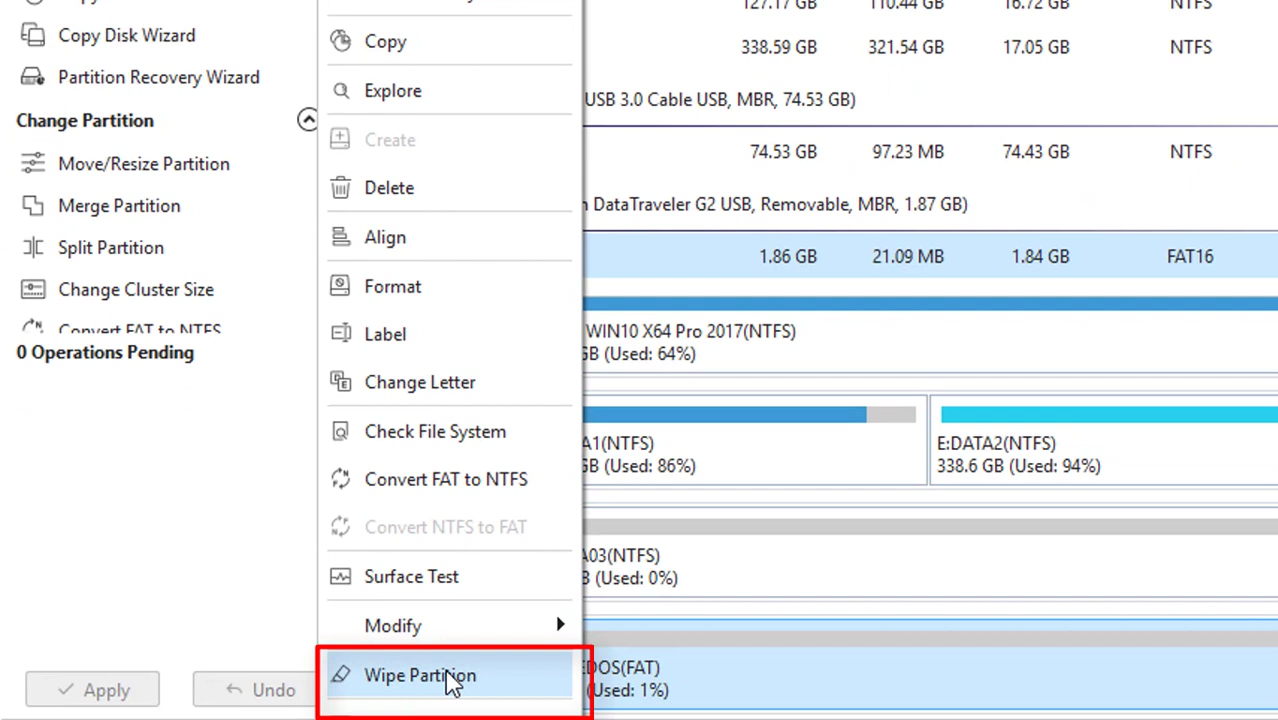 Copy Disk Wizard
Partition Recovery Wizard
Change Partition
Move/Resize Partition
Merge Partition
Split Partition
Change Cluster Size
Convert FAT to NTFS
0 Operations Pending
Apply
Undo
Copy
Explore
Create
Delete
Align
Format
Label
Change Letter
Check File System
Convert FAT to NTFS
Convert NTFS to FAT
Surface Test
Modify
Wipe Partition
127.17 GB 110.44 GB 16.72 GB NTFS
338.59 GB 321.54 GB 17.05 GB NTFS
USB 3.0 Cable USB, MBR, 74.53 GB)
74.53 GB 97.23 MB 74.43 GB NTFS
DataTraveler G2 USB, Removable, MBR, 1.87 GB)
1.86 GB 21.09 MB 1.84 GB FAT16
WIN10 X64 Pro 2017(NTFS)
GB (Used: 64%)
A1(NTFS)
GB (Used: 86%)
E:DATA2(NTFS)
338.6 GB (Used: 94%)
A03(NTFS)
B (Used: 0%)
EDOS(FAT)
(Used: 1%)